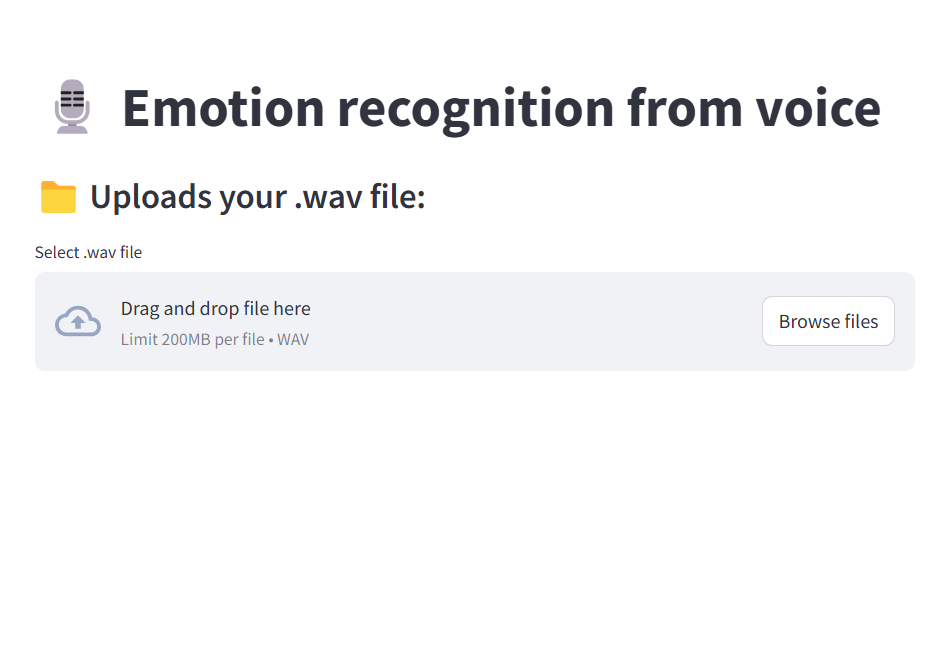 Emotion recognition from voice
Uploads your .wav file:
Select .wav file
Drag and drop file here
Limit 200MB per file • WAV
Browse files